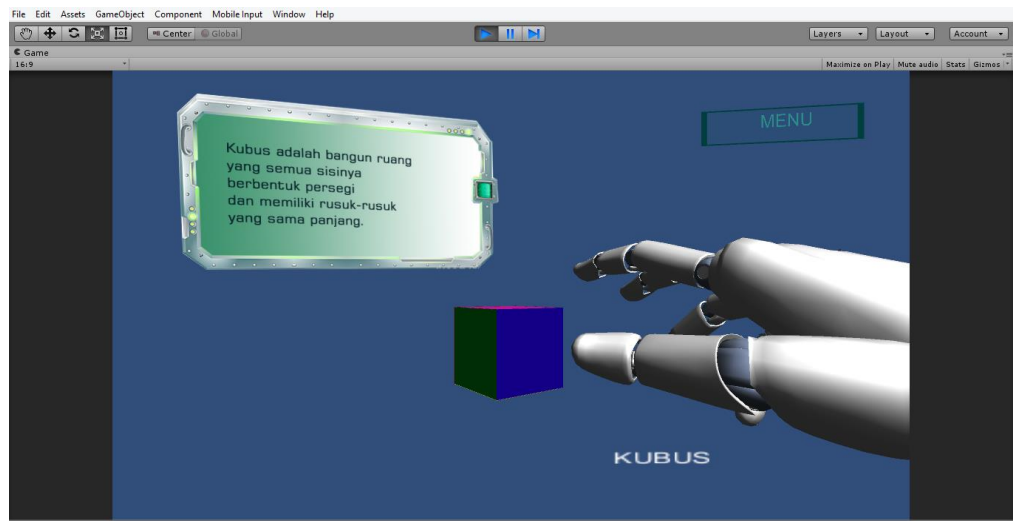 File Edit Assets GameObject Component Mobile Input Window Help
Center Global Layers Layout Account
Game
16:9 Maximize on Play Mute audio Stats Gizmos
MENU
Kubus adalah bangun ruang
yang semua sisinya
berbentuk persegi
dan memiliki rusuk-rusuk
yang sama panjang.
KUBUS